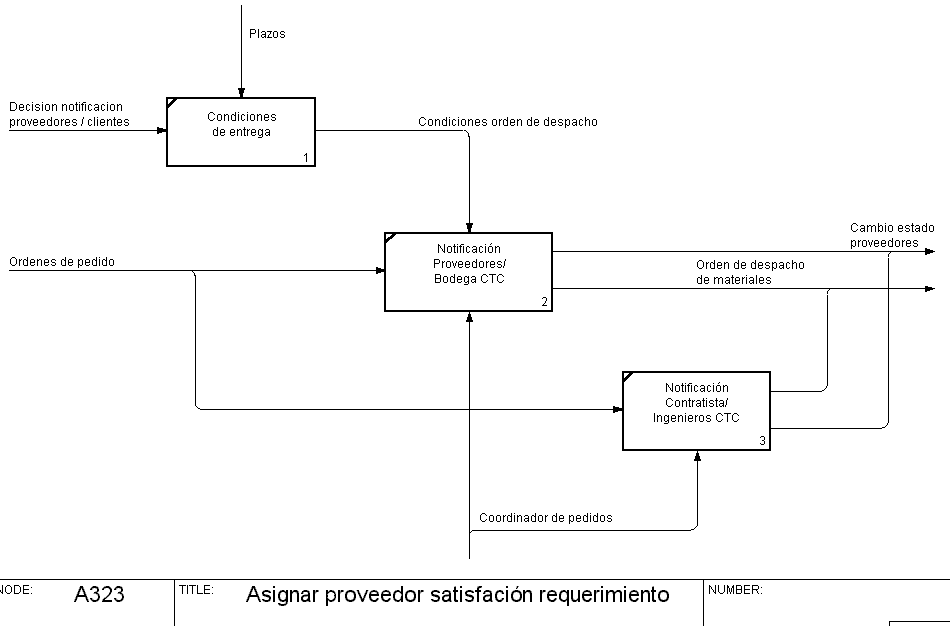 Plazos
Decision notificacion
proveedores / clientes
Condiciones
de entrega
1
Condiciones orden de despacho
Cambio estado
proveedores
Notificación
Proveedores/
Bodega CTC
2
Ordenes de pedido
Orden de despacho
de materiales
Notificación
Contratista/
Ingenieros CTC
3
Coordinador de pedidos
NODE:
A323
TITLE:
Asignar proveedor satisfación requerimiento
NUMBER: